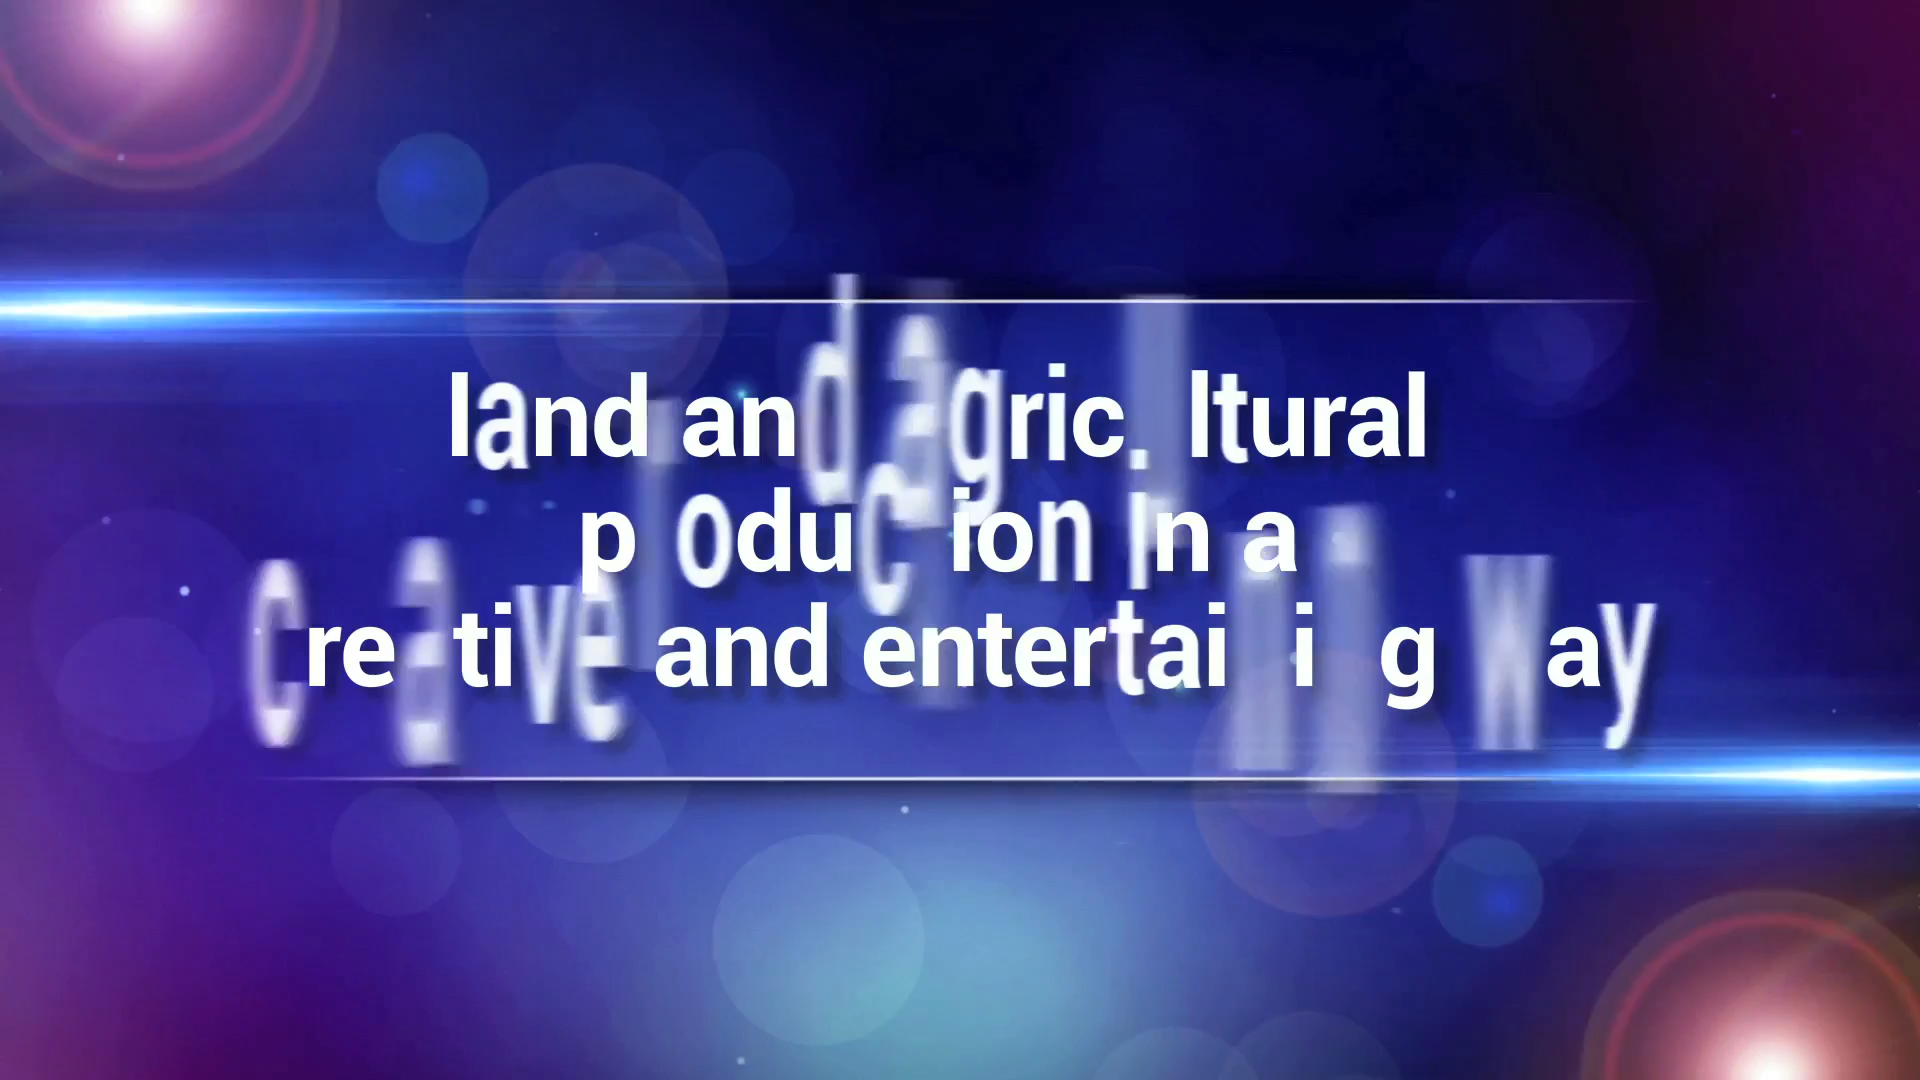 land and agricultural
production in a
creative and entertaining way